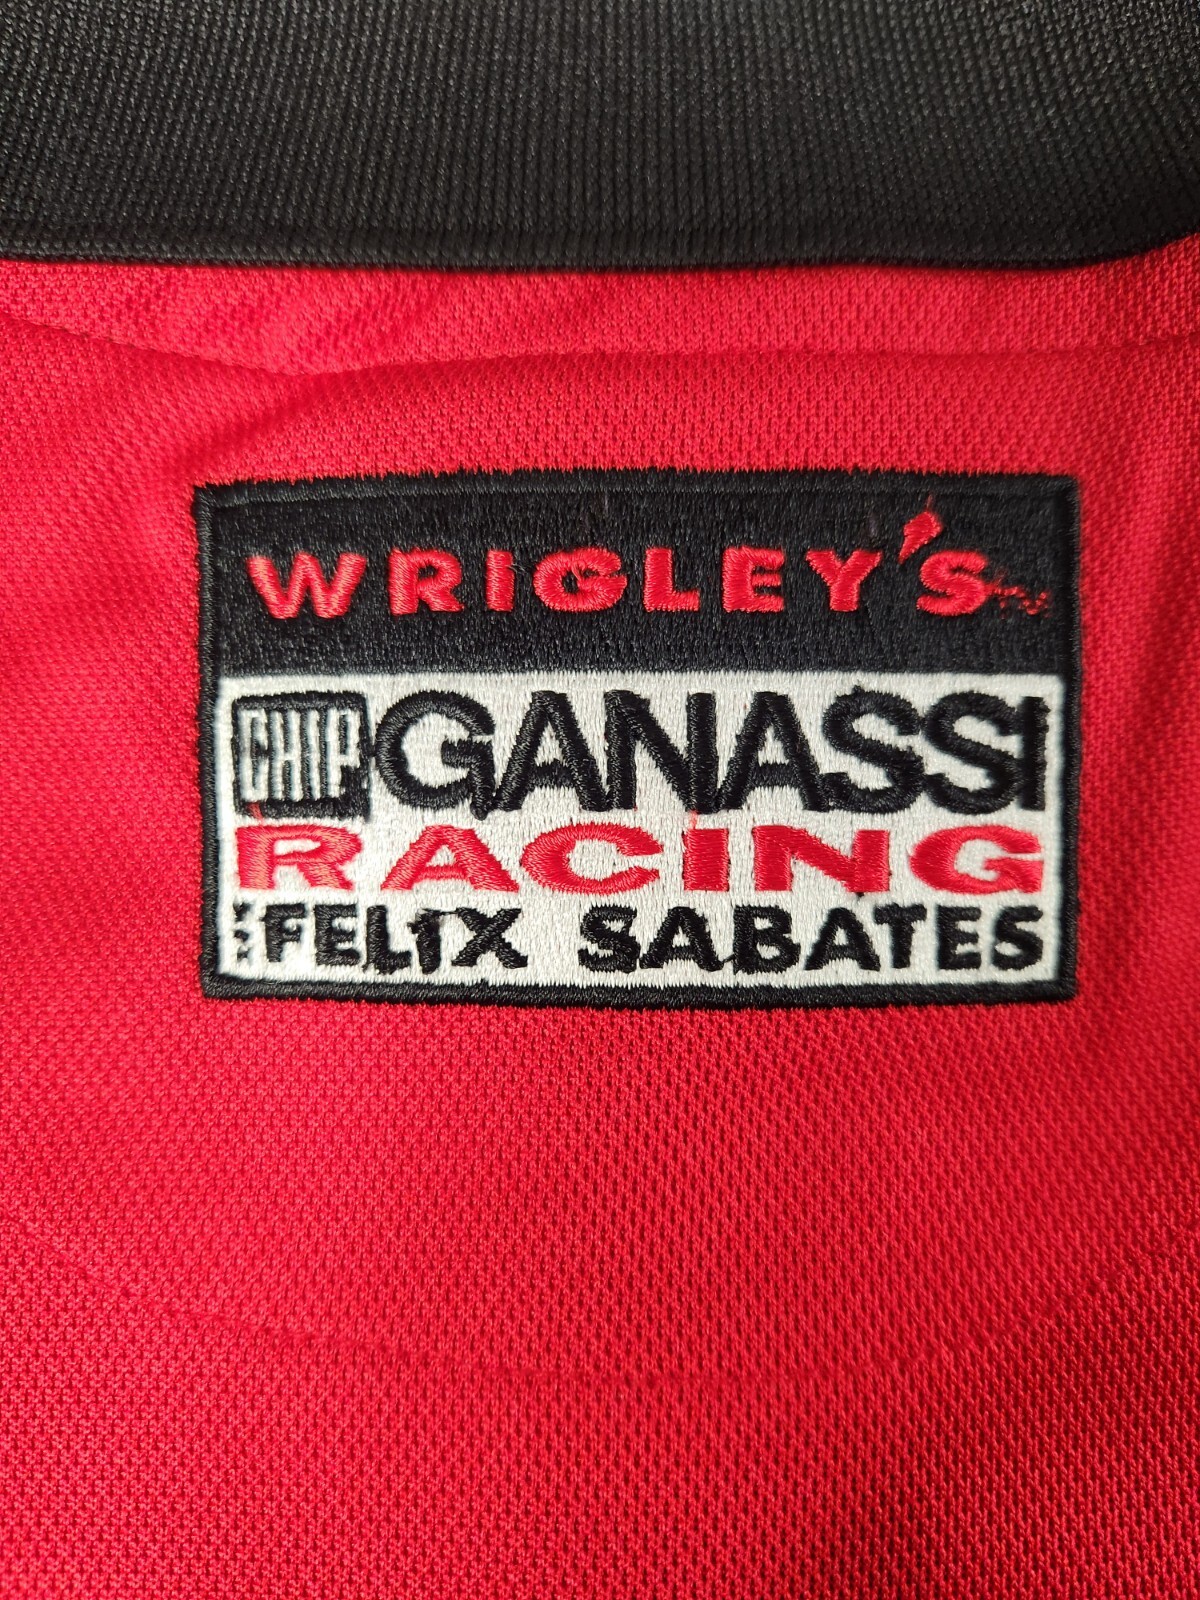 WRIGLEY'S
CHIP GANASSI
RACING
FELIX SABATES